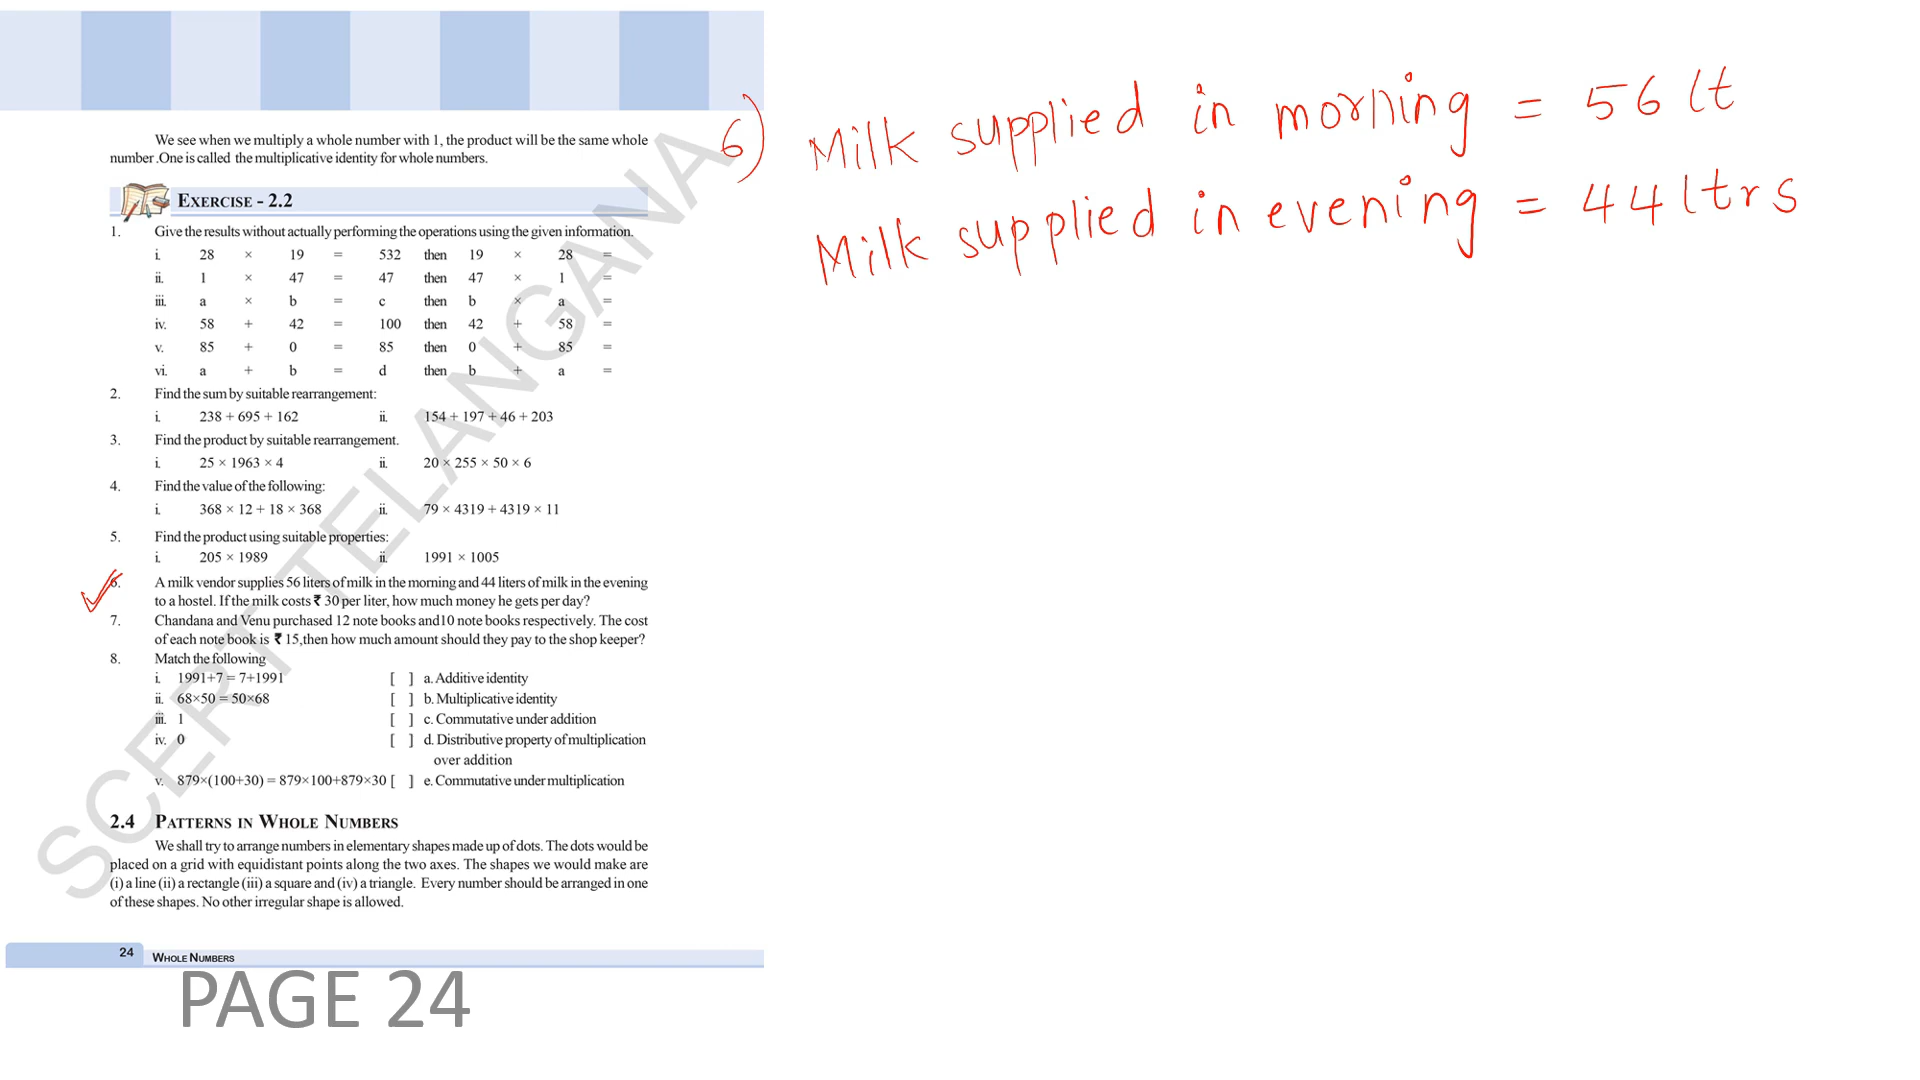 We see when we multiply a whole number with 1, the product will be the same whole
number .One is called the multiplicative identity for whole numbers.
EXERCISE - 2.2
1. Give the results without actually performing the operations using the given information.
i. 28 × 19 = 532 then 19 × 28 =
ii. 1 × 47 = 47 then 47 × 1 =
iii. a × b = c then b × a =
iv. 58 + 42 = 100 then 42 + 58 =
v. 85 + 0 = 85 then 0 + 85 =
vi. a + b = d then b + a =
2. Find the sum by suitable rearrangement:
i. 238 + 695 + 162 ii. 154 + 197 + 46 + 203
3. Find the product by suitable rearrangement.
i. 25 × 1963 × 4 ii. 20 × 255 × 50 × 6
4. Find the value of the following:
i. 368 × 12 + 18 × 368 ii. 79 × 4319 + 4319 × 11
5. Find the product using suitable properties:
i. 205 × 1989 ii. 1991 × 1005
6. A milk vendor supplies 56 liters of milk in the morning and 44 liters of milk in the evening
to a hostel. If the milk costs ₹ 30 per liter, how much money he gets per day?
7. Chandana and Venu purchased 12 note books and10 note books respectively. The cost
of each note book is ₹ 15,then how much amount should they pay to the shop keeper?
8. Match the following
i. 1991+7 = 7+1991 [ ] a. Additive identity
ii. 68×50 = 50×68 [ ] b. Multiplicative identity
iii. 1 [ ] c. Commutative under addition
iv. 0 [ ] d. Distributive property of multiplication
over addition
v. 879×(100+30) = 879×100+879×30 [ ] e. Commutative under multiplication
2.4 PATTERNS IN WHOLE NUMBERS
We shall try to arrange numbers in elementary shapes made up of dots. The dots would be
placed on a grid with equidistant points along the two axes. The shapes we would make are
(i) a line (ii) a rectangle (iii) a square and (iv) a triangle. Every number should be arranged in one
of these shapes. No other irregular shape is allowed.
24 WHOLE NUMBERS
PAGE 24
SCERT TELANGANA
6) Milk supplied in morning = 56 lt
Milk supplied in evening = 44 ltrs